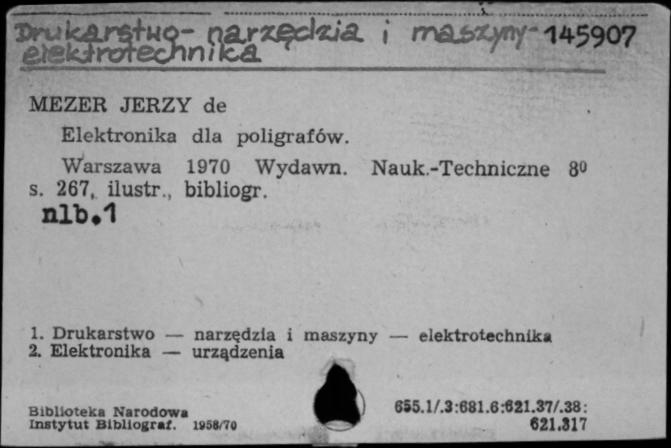 Drukarstwo - narzędzia i maszyny - 145907
elektrotechnika
MEZER JERZY de
Elektronika dla poligrafów.
Warszawa 1970 Wydawn. Nauk.-Techniczne 8⁰
s. 267, ilustr., bibliogr.
nlb.1
1. Drukarstwo — narzędzia i maszyny — elektrotechnika
2. Elektronika — urządzenia
Biblioteka Narodowa 655.1/.3:681.6:621.37/.38:
Instytut Bibliograf. 1958/70 621.317